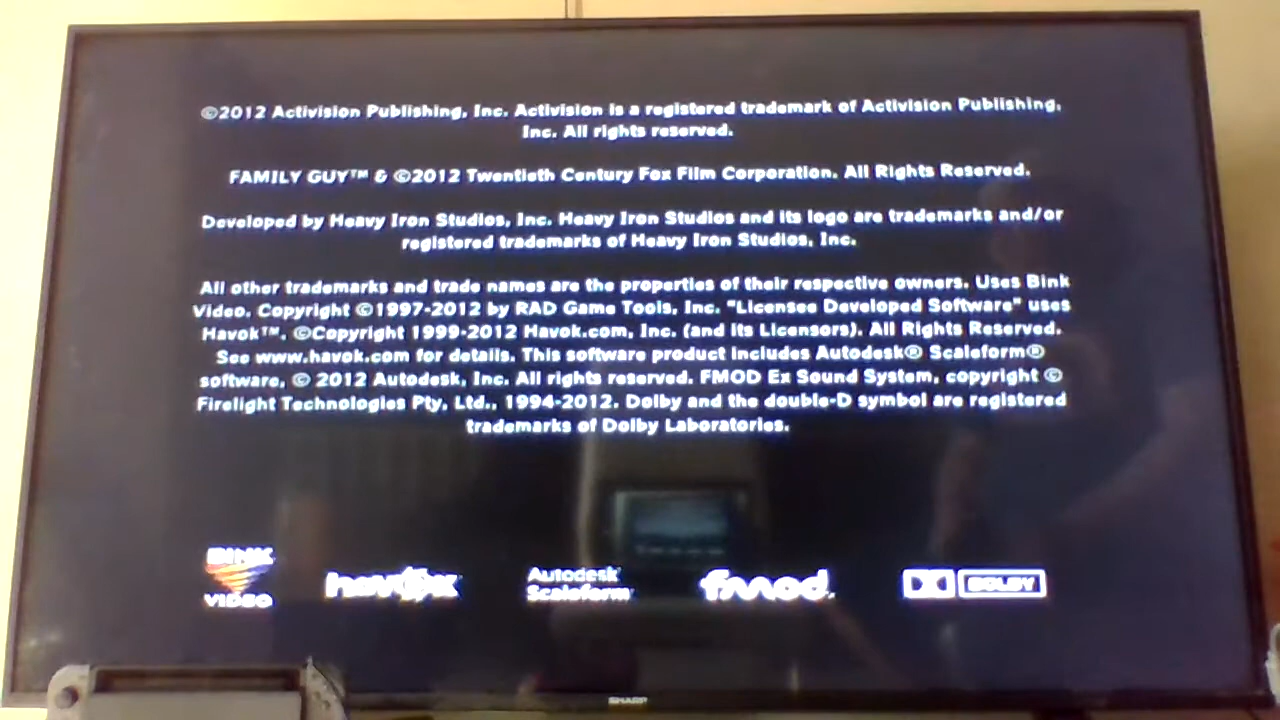 ©2012 Activision Publishing, Inc. Activision is a registered trademark of Activision Publishing,
Inc. All rights reserved.
FAMILY GUY™ & ©2012 Twentieth Century Fox Film Corporation. All Rights Reserved.
Developed by Heavy Iron Studios, Inc. Heavy Iron Studios and its logo are trademarks and/or
registered trademarks of Heavy Iron Studios, Inc.
All other trademarks and trade names are the properties of their respective owners. Uses Bink
Video. Copyright ©1997-2012 by RAD Game Tools, Inc. "Licensee Developed Software" uses
Havok™. ©Copyright 1999-2012 Havok.com, Inc. (and its Licensors). All Rights Reserved.
See www.havok.com for details. This software product includes Autodesk® Scaleform®
software, © 2012 Autodesk, Inc. All rights reserved. FMOD Ex Sound System, copyright ©
Firelight Technologies Pty, Ltd., 1994-2012. Dolby and the double-D symbol are registered
trademarks of Dolby Laboratories.
BINK
VIDEO
havok
Autodesk
Scaleform
fmod.
DOLBY
SHARP